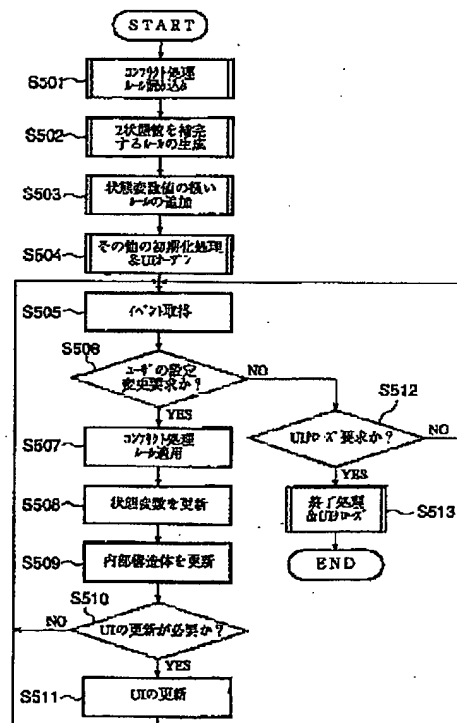 START
S501
コンフリクト処理
ルール読み込み
S502
2状態値を補完
するルールの生成
S503
状態変数値の扱い
ルールの追加
S504
その他の初期化処理
&UIオープン
S505
イベント取得
S506
ユーザの設定
変更要求か?
NO
YES
S512
UIクローズ要求か?
NO
YES
S507
コンフリクト処理
ルール適用
S508
状態変数を更新
S513
終了処理
&UIクローズ
END
S509
内部構造体を更新
S510
NO
UIの更新が必要か?
YES
S511
UIの更新